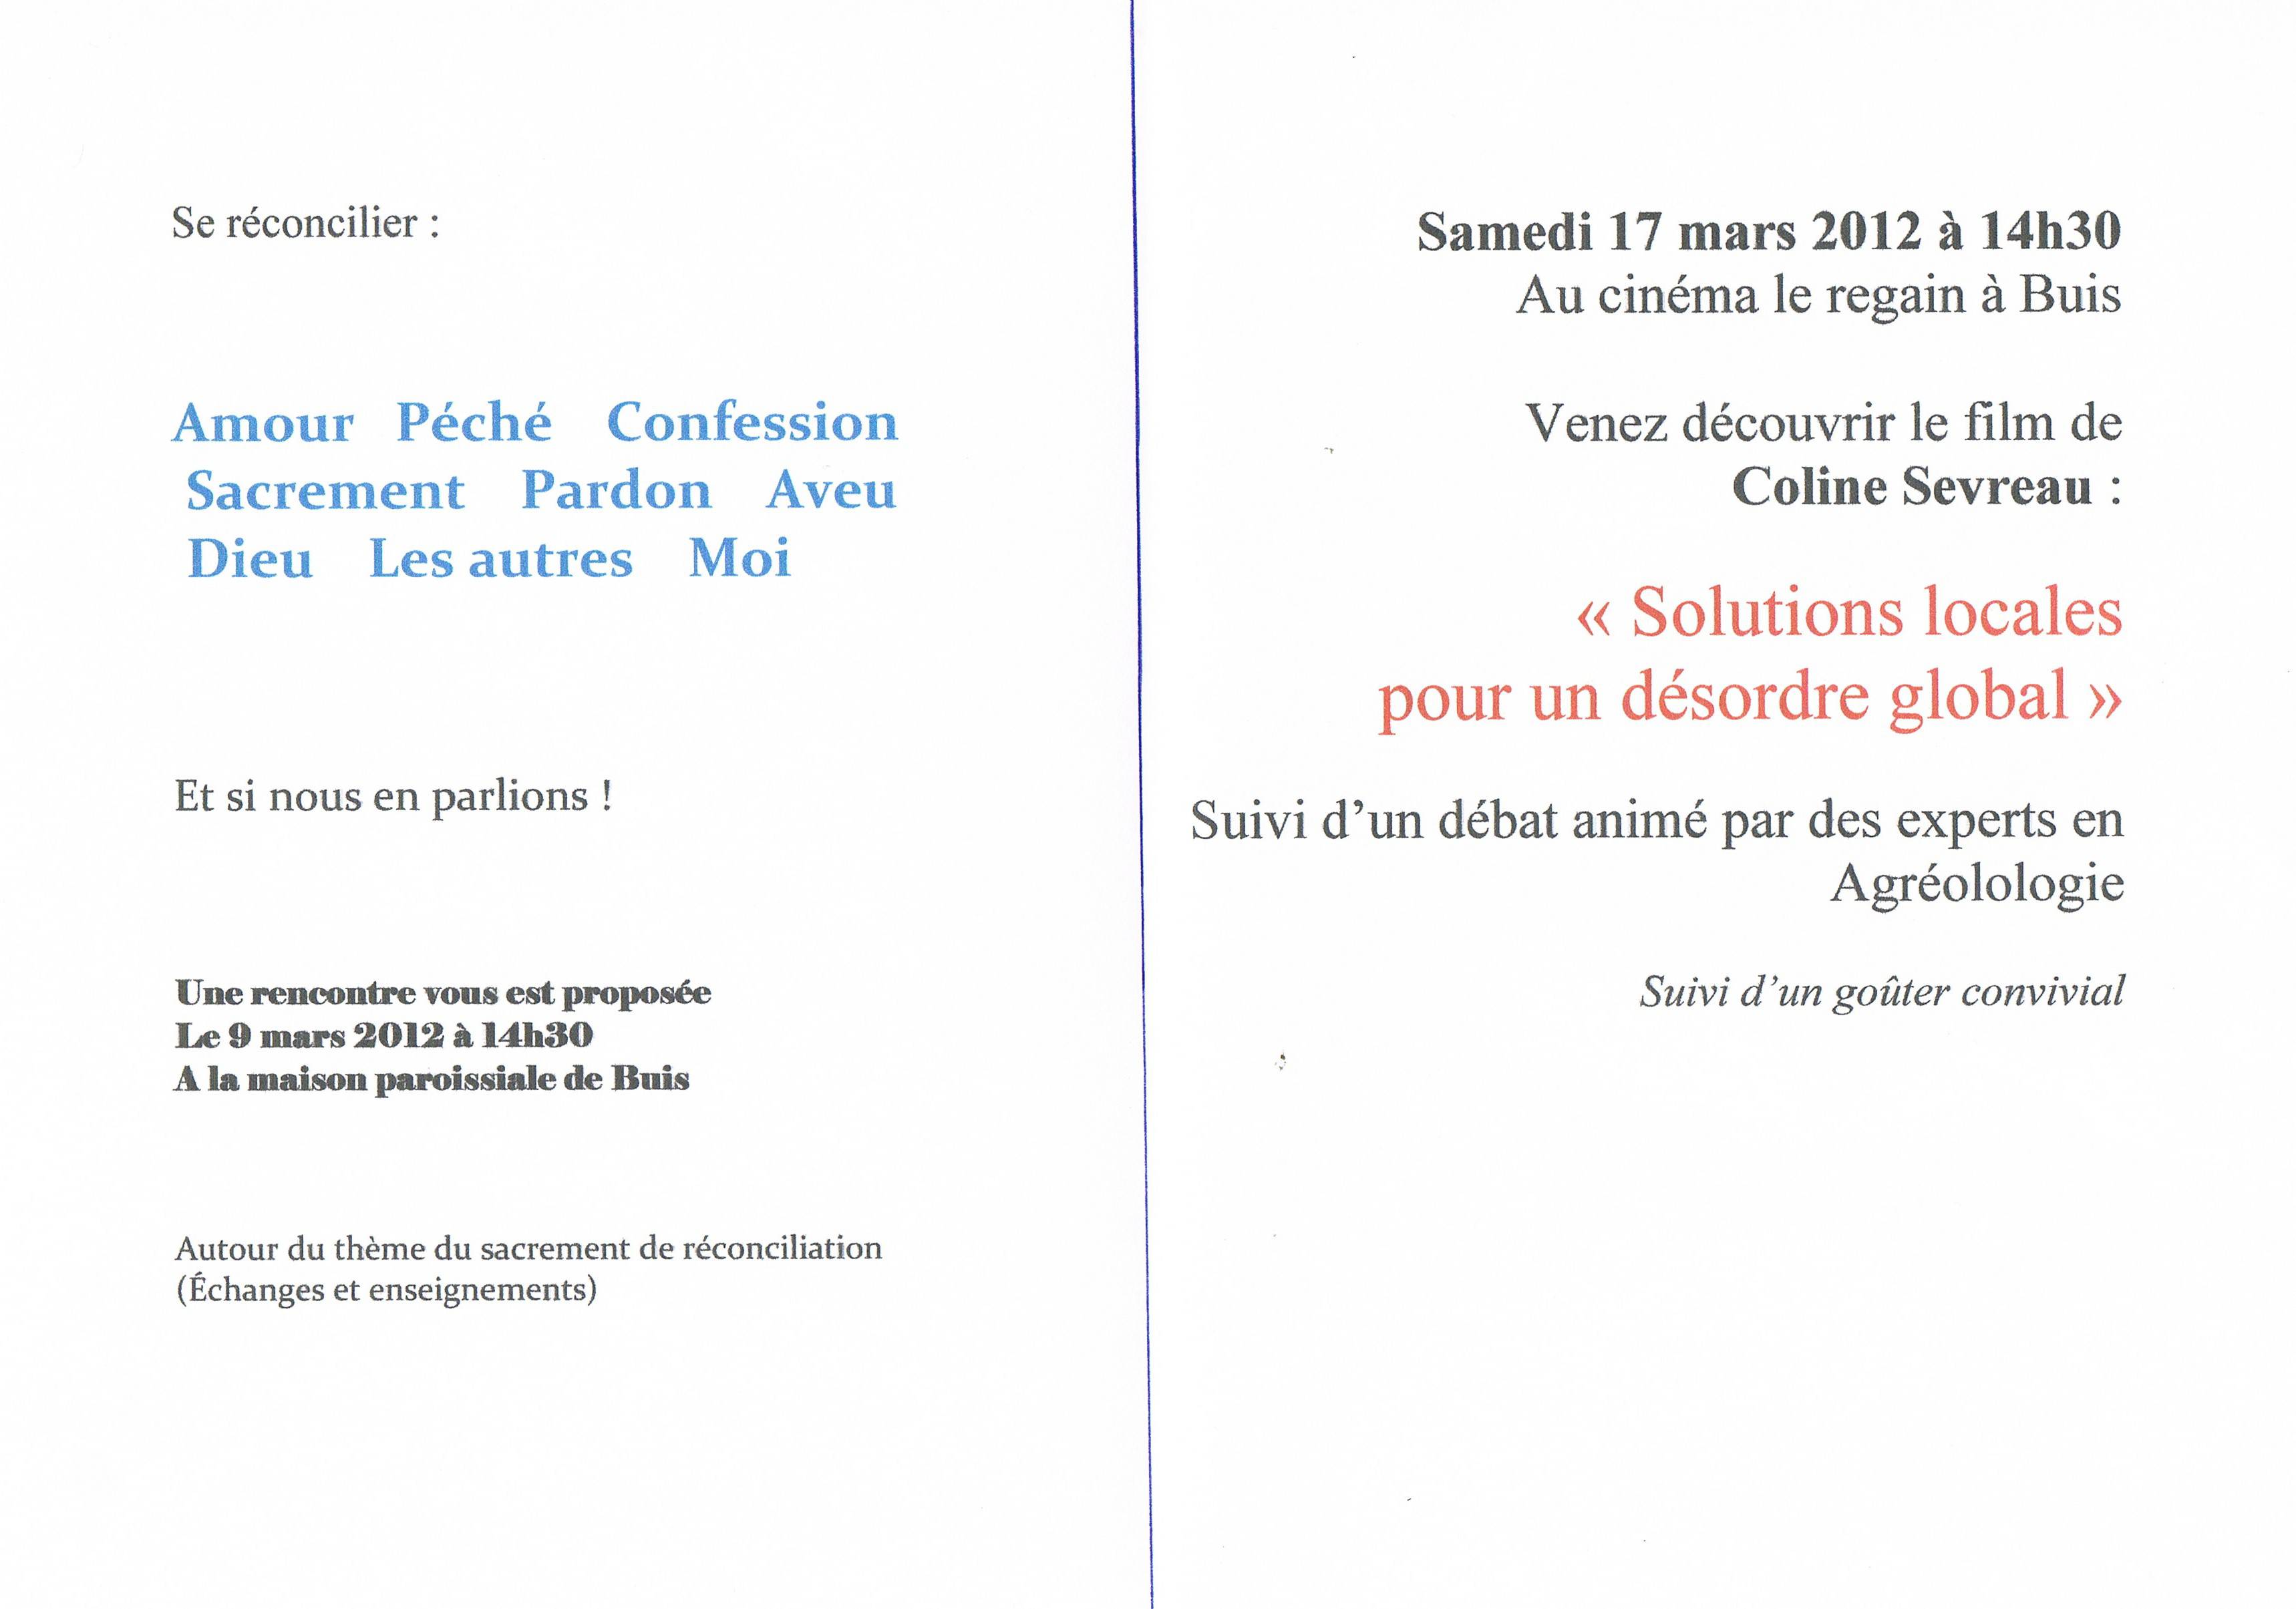 Se réconcilier :
Amour Péché Confession
Sacrement Pardon Aveu
Dieu Les autres Moi
Et si nous en parlions !
Une rencontre vous est proposée
Le 9 mars 2012 à 14h30
A la maison paroissiale de Buis
Autour du thème du sacrement de réconciliation
(Échanges et enseignements)
Samedi 17 mars 2012 à 14h30
Au cinéma le regain à Buis
Venez découvrir le film de
Coline Sevreau :
« Solutions locales
pour un désordre global »
Suivi d’un débat animé par des experts en
Agréolologie
Suivi d’un goûter convivial